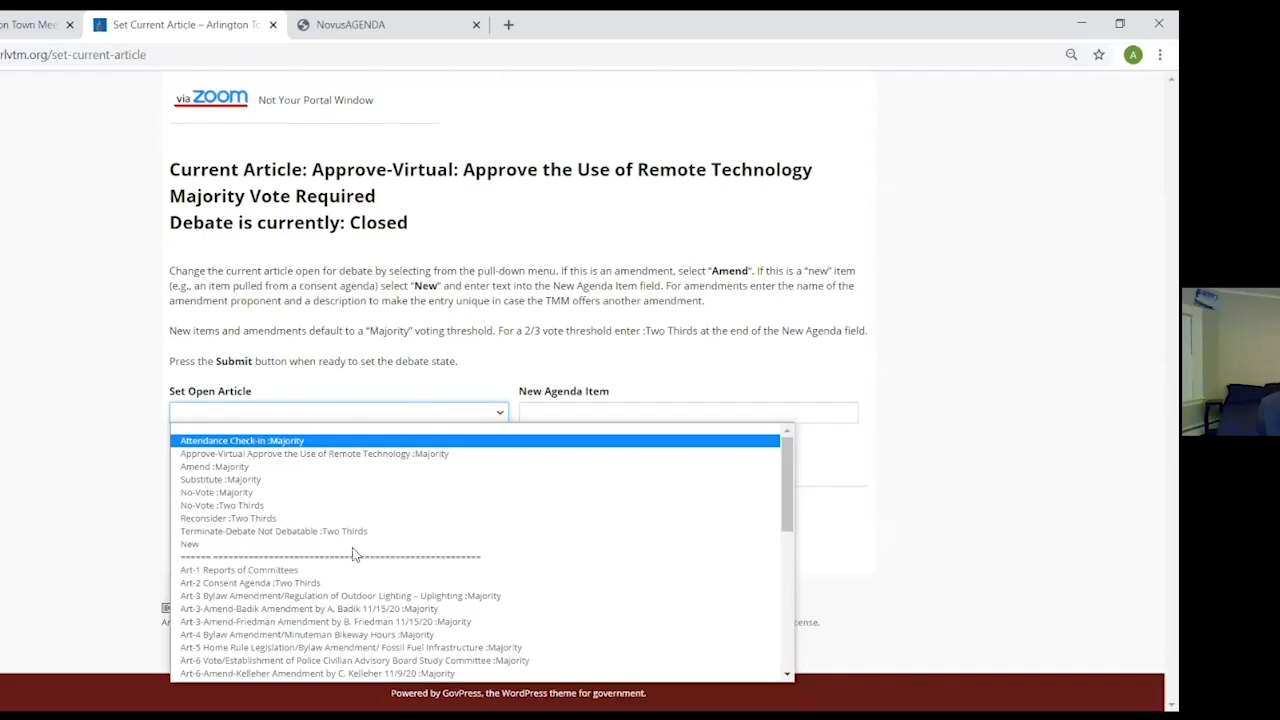 on Town Mee
Set Current Article – Arlington To
NovusAGENDA
rlvtm.org/set-current-article
A
via zoom Not Your Portal Window
Current Article: Approve-Virtual: Approve the Use of Remote Technology
Majority Vote Required
Debate is currently: Closed
Change the current article open for debate by selecting from the pull-down menu. If this is an amendment, select "Amend". If this is a "new" item
(e.g., an item pulled from a consent agenda) select "New" and enter text into the New Agenda Item field. For amendments enter the name of the
amendment proponent and a description to make the entry unique in case the TMM offers another amendment.
New items and amendments default to a "Majority" voting threshold. For a 2/3 vote threshold enter :Two Thirds at the end of the New Agenda field.
Press the Submit button when ready to set the debate state.
Set Open Article
New Agenda Item
Attendance Check-in :Majority
Approve-Virtual Approve the Use of Remote Technology :Majority
Amend :Majority
Substitute :Majority
No-Vote :Majority
No-Vote :Two Thirds
Reconsider :Two Thirds
Terminate-Debate Not Debatable :Two Thirds
New
====== ==================================================
Art-1 Reports of Committees
Art-2 Consent Agenda :Two Thirds
Art-3 Bylaw Amendment/Regulation of Outdoor Lighting – Uplighting :Majority
Art-3-Amend-Badik Amendment by A. Badik 11/15/20 :Majority
Art-3-Amend-Friedman Amendment by B. Friedman 11/15/20 :Majority
Art-4 Bylaw Amendment/Minuteman Bikeway Hours :Majority
Art-5 Home Rule Legislation/Bylaw Amendment/ Fossil Fuel Infrastructure :Majority
Art-6 Vote/Establishment of Police Civilian Advisory Board Study Committee :Majority
Art-6-Amend-Kelleher Amendment by C. Kelleher 11/9/20 :Majority
cense.
Powered by GovPress, the WordPress theme for government.